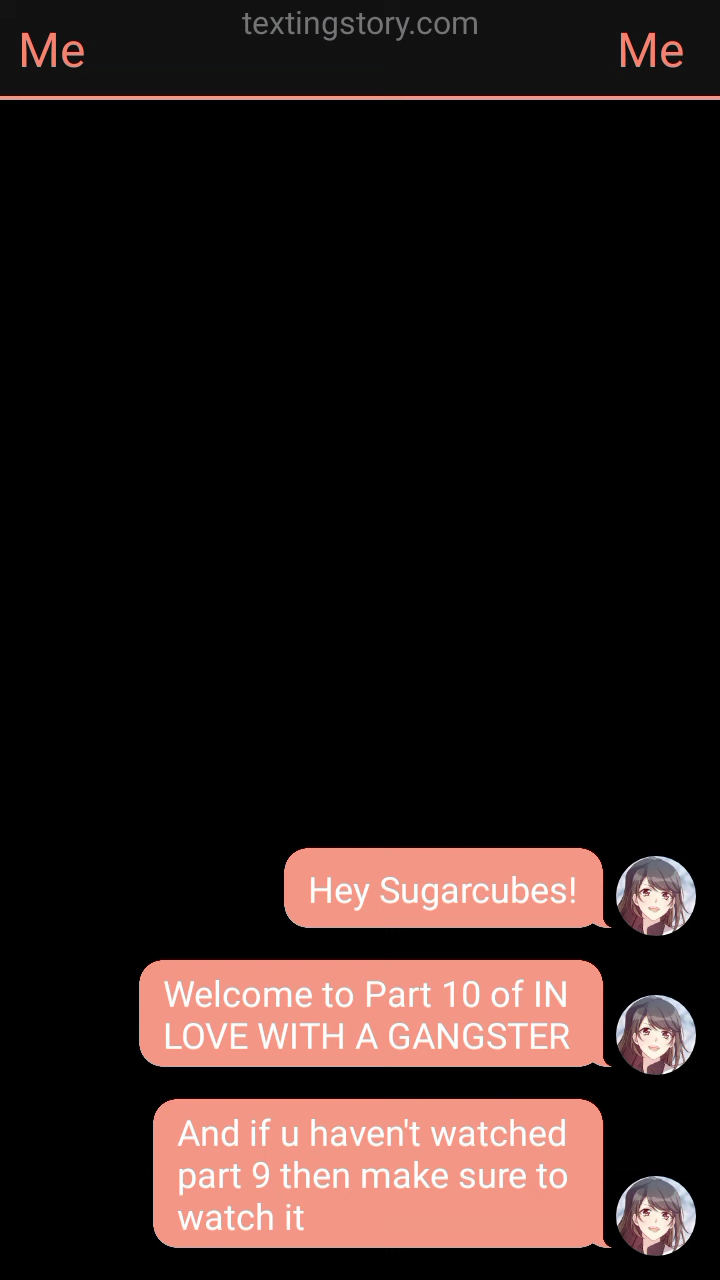 textingstory.com
Me
Me
Hey Sugarcubes!
Welcome to Part 10 of IN
LOVE WITH A GANGSTER
And if u haven't watched
part 9 then make sure to
watch it